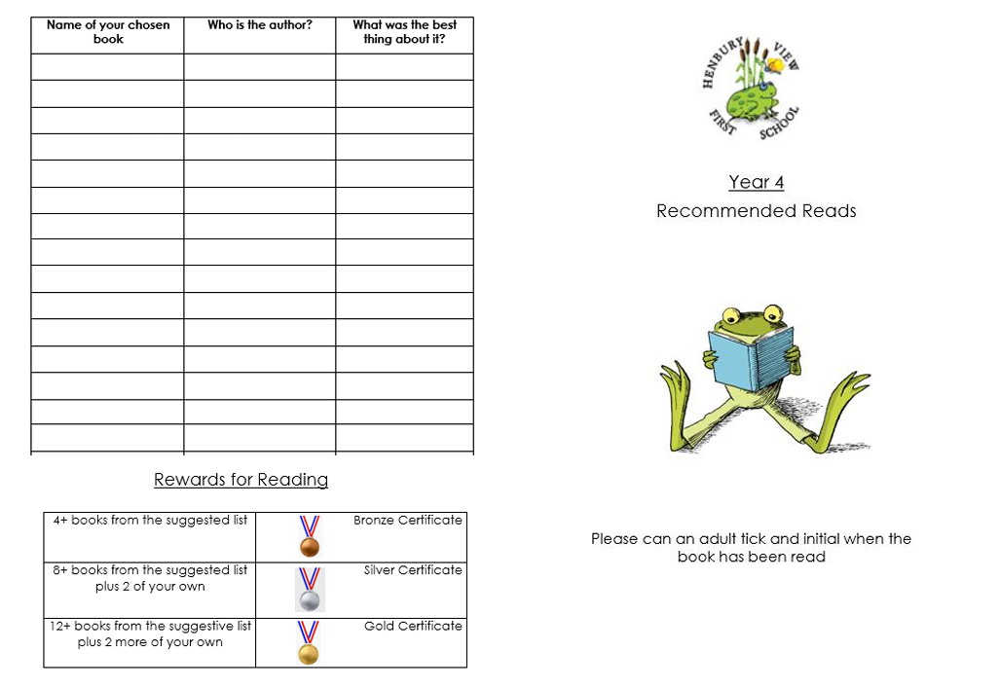 Name of your chosen
book
Who is the author?
What was the best
thing about it?
Rewards for Reading
4+ books from the suggested list
Bronze Certificate
8+ books from the suggested list
plus 2 of your own
Silver Certificate
12+ books from the suggestive list
plus 2 more of your own
Gold Certificate
HENBURY VIEW
FIRST SCHOOL
Year 4
Recommended Reads
Please can an adult tick and initial when the
book has been read